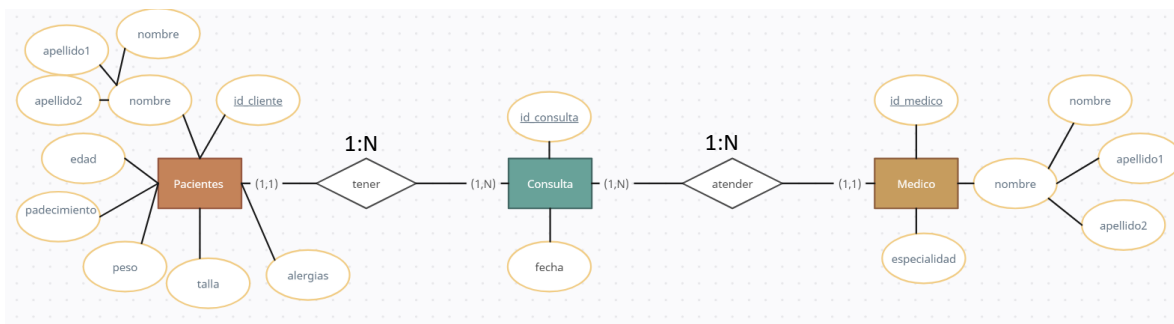 nombre
apellido1
apellido2
nombre
id_cliente
edad
padecimiento
peso
talla
alergias
Pacientes
(1,1)
1:N
tener
(1,N)
id_consulta
Consulta
fecha
(1,N)
1:N
atender
(1,1)
id_medico
Medico
especialidad
nombre
nombre
apellido1
apellido2